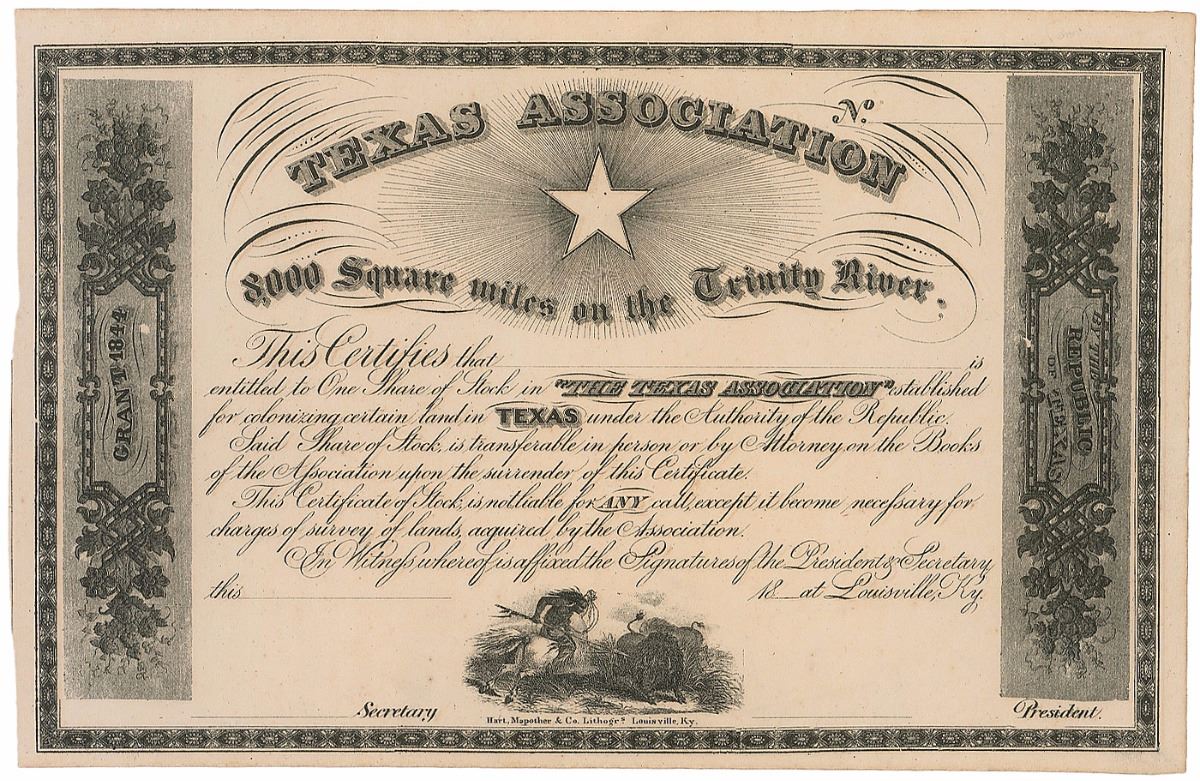 TEXAS ASSOCIATION
No.
8,000 Square miles on the Trinity River.
GRANT 1844
BY THE
REPUBLIC
OF
TEXAS
This Certifies that is
entitled to One Share of Stock in "THE TEXAS ASSOCIATION" established
for colonizing certain land in TEXAS under the Authority of the Republic.
Said Share of Stock, is transferable in person or by Attorney, on the Books
of the Aſsociation upon the surrender of this Certificate.
This Certificate of Stock, is not liable for ANY call, except it become neceſsary for
charges of survey of lands, acquired by the Association.
In Witneſs whereof is affixed the Signatures of the President & Secretary
this 18 at Louisville, Ky.
Secretary
Hart, Mapother & Co. Lithogrs. Louisville, Ky.
President.